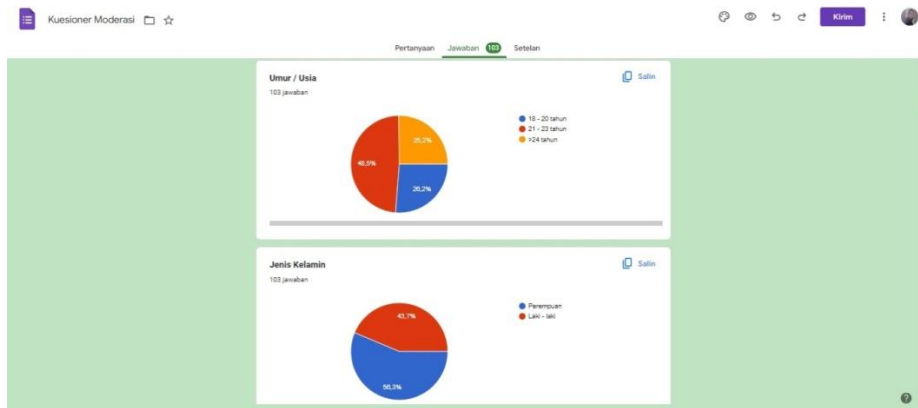 Kuesioner Moderasi
Kirim
Pertanyaan Jawaban 103 Setelan
Umur / Usia
Salin
103 jawaban
18 - 20 tahun
21 - 23 tahun
>24 tahun
25,2%
48,5%
26,2%
Jenis Kelamin
Salin
103 jawaban
Perempuan
Laki - laki
43,7%
56,3%